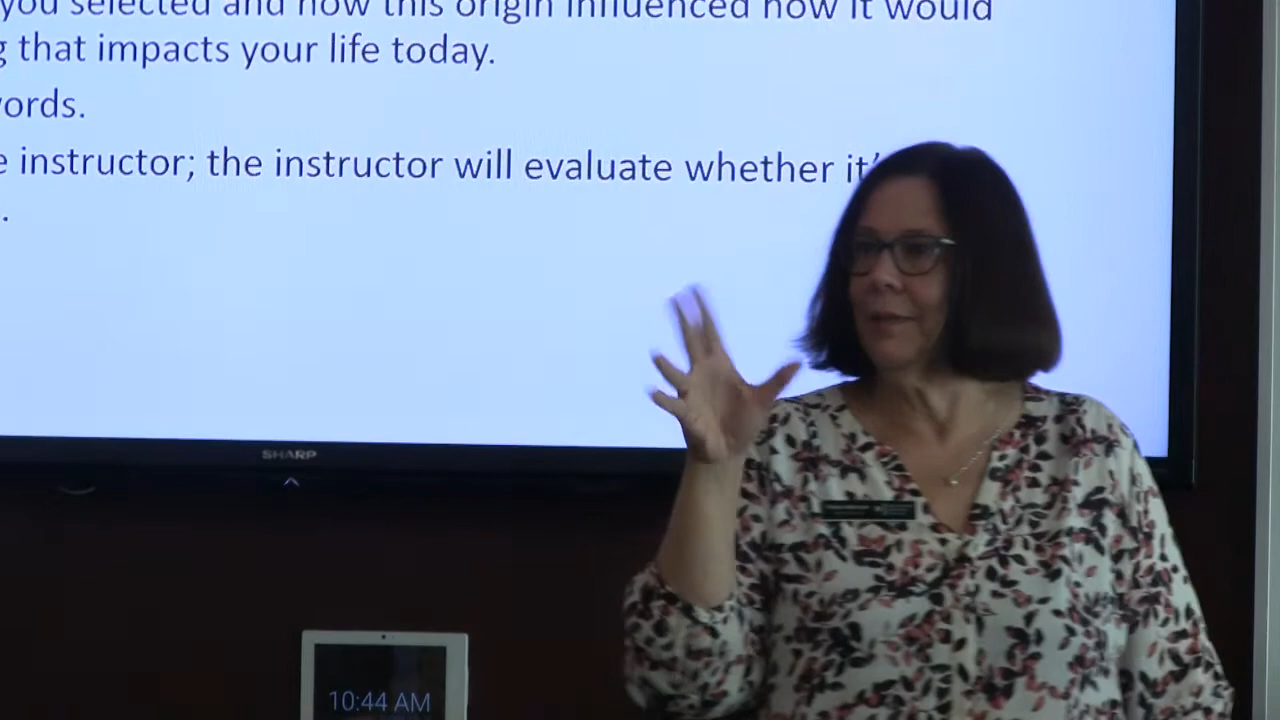 you selected and how this origin influenced how it would
g that impacts your life today.
words.
e instructor; the instructor will evaluate whether it'
.
SHARP
10:44 AM